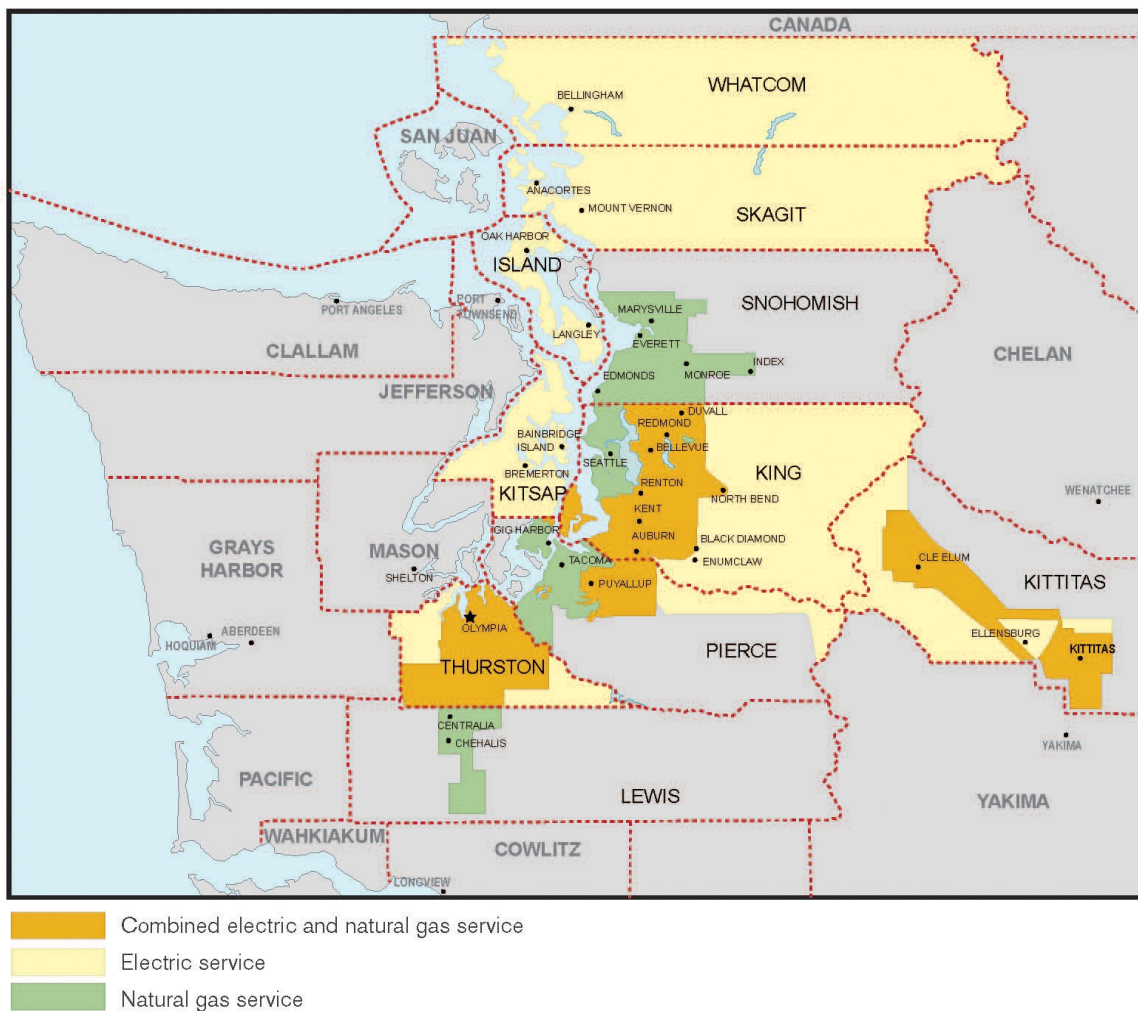 CANADA
WHATCOM
BELLINGHAM
SAN JUAN
ANACORTES
MOUNT VERNON
SKAGIT
OAK HARBOR
ISLAND
PORT ANGELES
PORT
TOWNSEND
SNOHOMISH
MARYSVILLE
LANGLEY
EVERETT
CLALLAM
CHELAN
INDEX
MONROE
EDMONDS
JEFFERSON
DUVALL
REDMOND
BAINBRIDGE
ISLAND
BELLEVUE
SEATTLE
BREMERTON
KING
KITSAP
RENTON
NORTH BEND
WENATCHEE
KENT
GIG HARBOR
AUBURN
GRAYS
HARBOR
MASON
BLACK DIAMOND
ENUMCLAW
TACOMA
CLE ELUM
SHELTON
PUYALLUP
KITTITAS
OLYMPIA
ABERDEEN
HOQUIAM
ELLENSBURG
PIERCE
KITTITAS
THURSTON
CENTRALIA
CHEHALIS
YAKIMA
PACIFIC
LEWIS
YAKIMA
WAHKIAKUM
COWLITZ
LONGVIEW
Combined electric and natural gas service
Electric service
Natural gas service